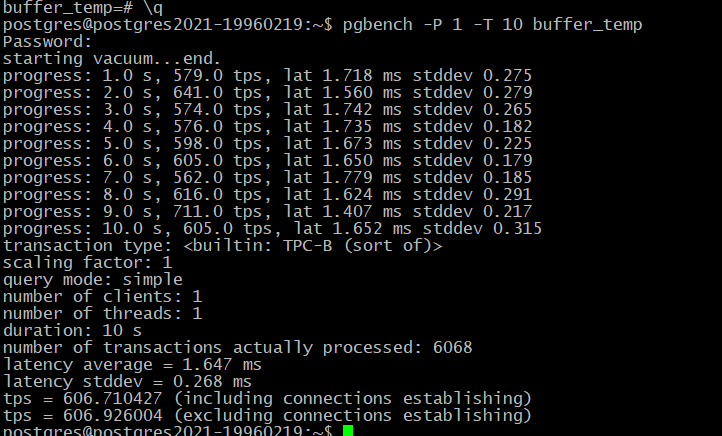 buffer_temp=# \q
postgres@postgres2021-19960219:~$ pgbench -P 1 -T 10 buffer_temp
Password:
starting vacuum...end.
progress: 1.0 s, 579.0 tps, lat 1.718 ms stddev 0.275
progress: 2.0 s, 641.0 tps, lat 1.560 ms stddev 0.279
progress: 3.0 s, 574.0 tps, lat 1.742 ms stddev 0.265
progress: 4.0 s, 576.0 tps, lat 1.735 ms stddev 0.182
progress: 5.0 s, 598.0 tps, lat 1.673 ms stddev 0.225
progress: 6.0 s, 605.0 tps, lat 1.650 ms stddev 0.179
progress: 7.0 s, 562.0 tps, lat 1.779 ms stddev 0.185
progress: 8.0 s, 616.0 tps, lat 1.624 ms stddev 0.291
progress: 9.0 s, 711.0 tps, lat 1.407 ms stddev 0.217
progress: 10.0 s, 605.0 tps, lat 1.652 ms stddev 0.315
transaction type: <builtin: TPC-B (sort of)>
scaling factor: 1
query mode: simple
number of clients: 1
number of threads: 1
duration: 10 s
number of transactions actually processed: 6068
latency average = 1.647 ms
latency stddev = 0.268 ms
tps = 606.710427 (including connections establishing)
tps = 606.926004 (excluding connections establishing)
postgres@postgres2021-19960219:~$